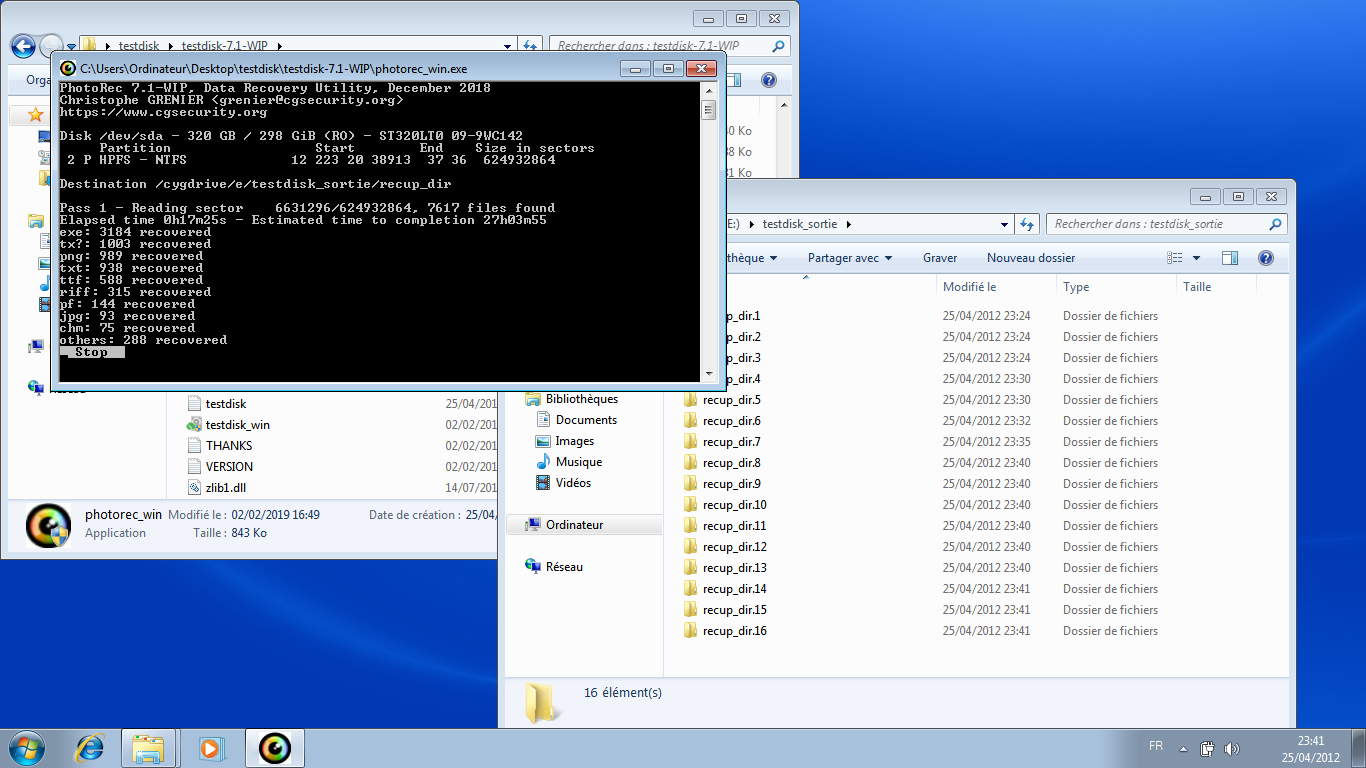 testdisk
testdisk-7.1-WIP
Rechercher dans : testdisk-7.1-WIP
C:\Users\Ordinateur\Desktop\testdisk\testdisk-7.1-WIP\photorec_win.exe
Orga
PhotoRec 7.1-WIP, Data Recovery Utility, December 2018
Christophe GRENIER <grenier@cgsecurity.org>
https://www.cgsecurity.org
Disk /dev/sda - 320 GB / 298 GiB (RO) - ST320LT0 09-9WC142
Partition Start End Size in sectors
2 P HPFS - NTFS 12 223 20 38913 37 36 624932864
Destination /cygdrive/e/testdisk_sortie/recup_dir
Pass 1 - Reading sector 6631296/624932864, 7617 files found
Elapsed time 0h17m25s - Estimated time to completion 27h03m55
exe: 3184 recovered
tx?: 1003 recovered
png: 989 recovered
txt: 938 recovered
ttf: 588 recovered
riff: 315 recovered
pf: 144 recovered
jpg: 93 recovered
chm: 75 recovered
others: 288 recovered
Stop
Ko
Ko
Ko
testdisk 25/04/201
testdisk_win 02/02/201
THANKS 02/02/201
VERSION 02/02/201
zlib1.dll 14/07/201
photorec_win Modifié le : 02/02/2019 16:49 Date de création : 25/04/
Application Taille : 843 Ko
E:) testdisk_sortie
Rechercher dans : testdisk_sortie
thèque Partager avec Graver Nouveau dossier
Modifié le Type Taille
recup_dir.1 25/04/2012 23:24 Dossier de fichiers
recup_dir.2 25/04/2012 23:24 Dossier de fichiers
recup_dir.3 25/04/2012 23:24 Dossier de fichiers
recup_dir.4 25/04/2012 23:30 Dossier de fichiers
recup_dir.5 25/04/2012 23:30 Dossier de fichiers
recup_dir.6 25/04/2012 23:32 Dossier de fichiers
recup_dir.7 25/04/2012 23:35 Dossier de fichiers
recup_dir.8 25/04/2012 23:40 Dossier de fichiers
recup_dir.9 25/04/2012 23:40 Dossier de fichiers
recup_dir.10 25/04/2012 23:40 Dossier de fichiers
recup_dir.11 25/04/2012 23:40 Dossier de fichiers
recup_dir.12 25/04/2012 23:40 Dossier de fichiers
recup_dir.13 25/04/2012 23:40 Dossier de fichiers
recup_dir.14 25/04/2012 23:41 Dossier de fichiers
recup_dir.15 25/04/2012 23:41 Dossier de fichiers
recup_dir.16 25/04/2012 23:41 Dossier de fichiers
Bibliothèques
Documents
Images
Musique
Vidéos
Ordinateur
Réseau
16 élément(s)
FR
23:41
25/04/2012